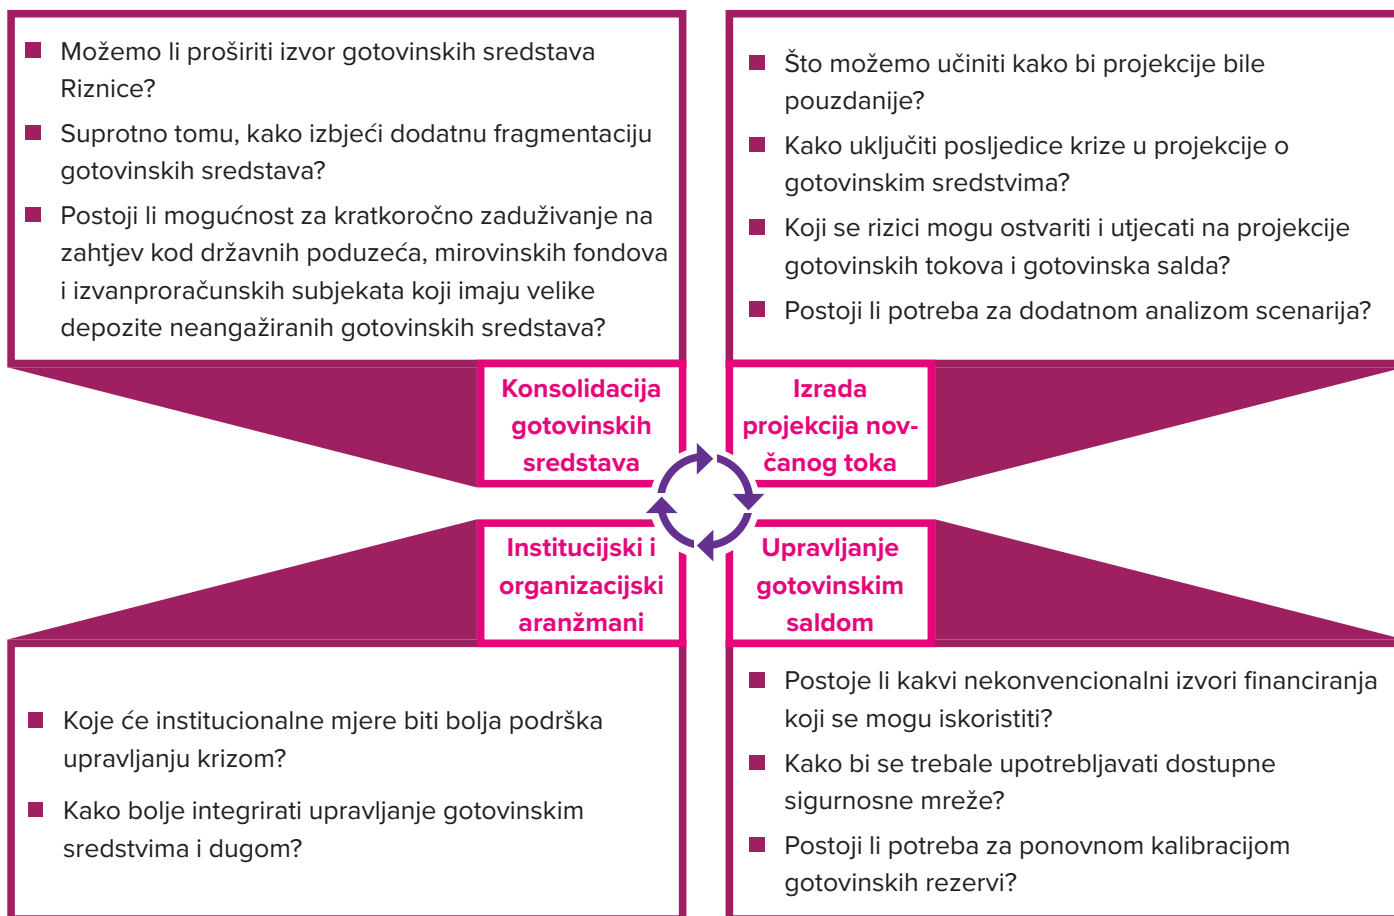 Možemo li proširiti izvor gotovinskih sredstava
Riznice?
Suprotno tomu, kako izbjeći dodatnu fragmentaciju
gotovinskih sredstava?
Postoji li mogućnost za kratkoročno zaduživanje na
zahtjev kod državnih poduzeća, mirovinskih fondova
i izvanproračunskih subjekata koji imaju velike
depozite neangažiranih gotovinskih sredstava?
Što možemo učiniti kako bi projekcije bile
pouzdanije?
Kako uključiti posljedice krize u projekcije o
gotovinskim sredstvima?
Koji se rizici mogu ostvariti i utjecati na projekcije
gotovinskih tokova i gotovinska salda?
Postoji li potreba za dodatnom analizom scenarija?
Konsolidacija
gotovinskih
sredstava
Izrada
projekcija nov-
čanog toka
Institucijski i
organizacijski
aranžmani
Upravljanje
gotovinskim
saldom
Koje će institucionalne mjere biti bolja podrška
upravljanju krizom?
Kako bolje integrirati upravljanje gotovinskim
sredstvima i dugom?
Postoje li kakvi nekonvencionalni izvori financiranja
koji se mogu iskoristiti?
Kako bi se trebale upotrebljavati dostupne
sigurnosne mreže?
Postoji li potreba za ponovnom kalibracijom
gotovinskih rezervi?